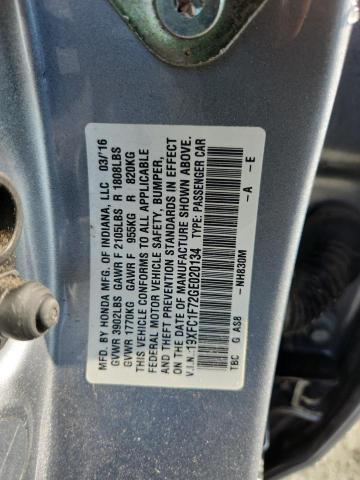 MFD. BY HONDA MFG. OF INDIANA, LLC 03/'16
GVWR 3902LBS GAWR F 2105LBS R 1808LBS
GVWR 1770KG GAWR F 955KG R 820KG
THIS VEHICLE CONFORMS TO ALL APPLICABLE
FEDERAL MOTOR VEHICLE SAFETY, BUMPER,
AND THEFT PREVENTION STANDARDS IN EFFECT
ON THE DATE OF MANUFACTURE SHOWN ABOVE.
V.I.N.: 19XFC1F72GE020134 TYPE: PASSENGER CAR
TBC G AS8 -NH830M -A -E